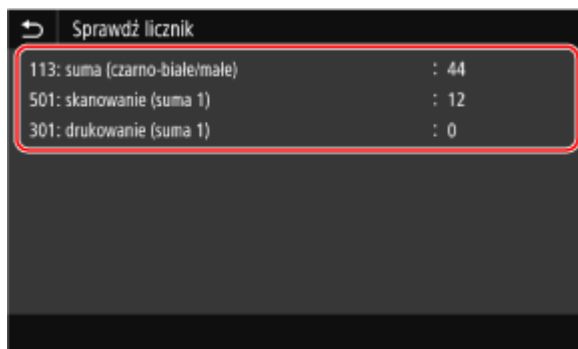 Sprawdź licznik
113: suma (czarno-białe/małe) : 44
501: skanowanie (suma 1) : 12
301: drukowanie (suma 1) : 0